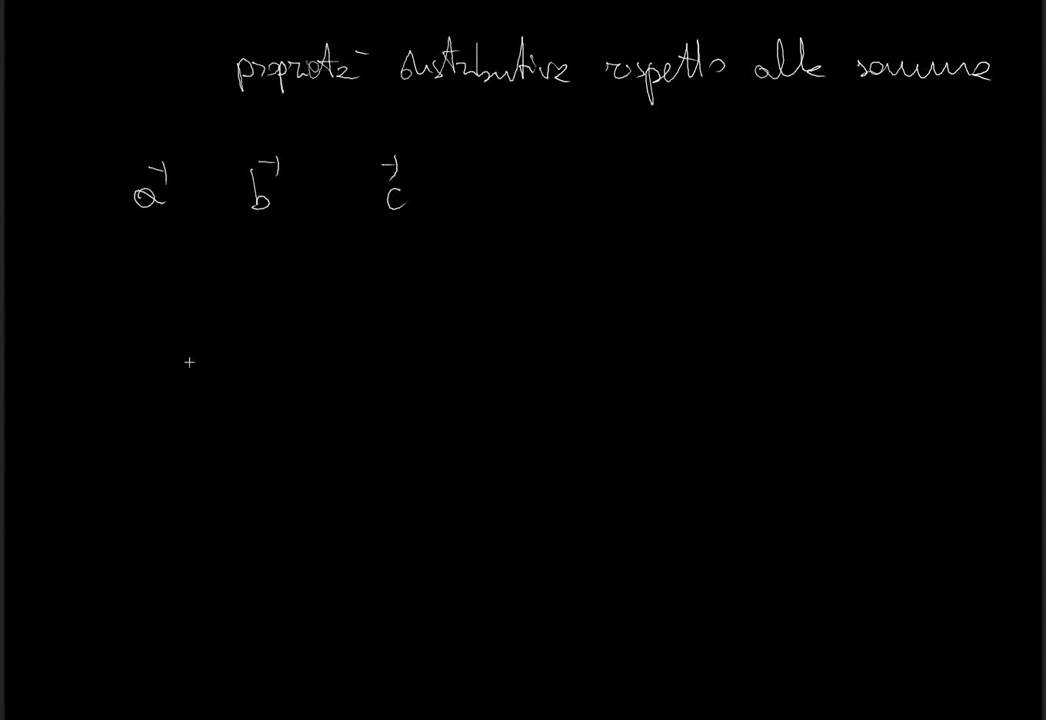 proprietà distributiva rispetto alla somma
a⃗ b⃗ c⃗